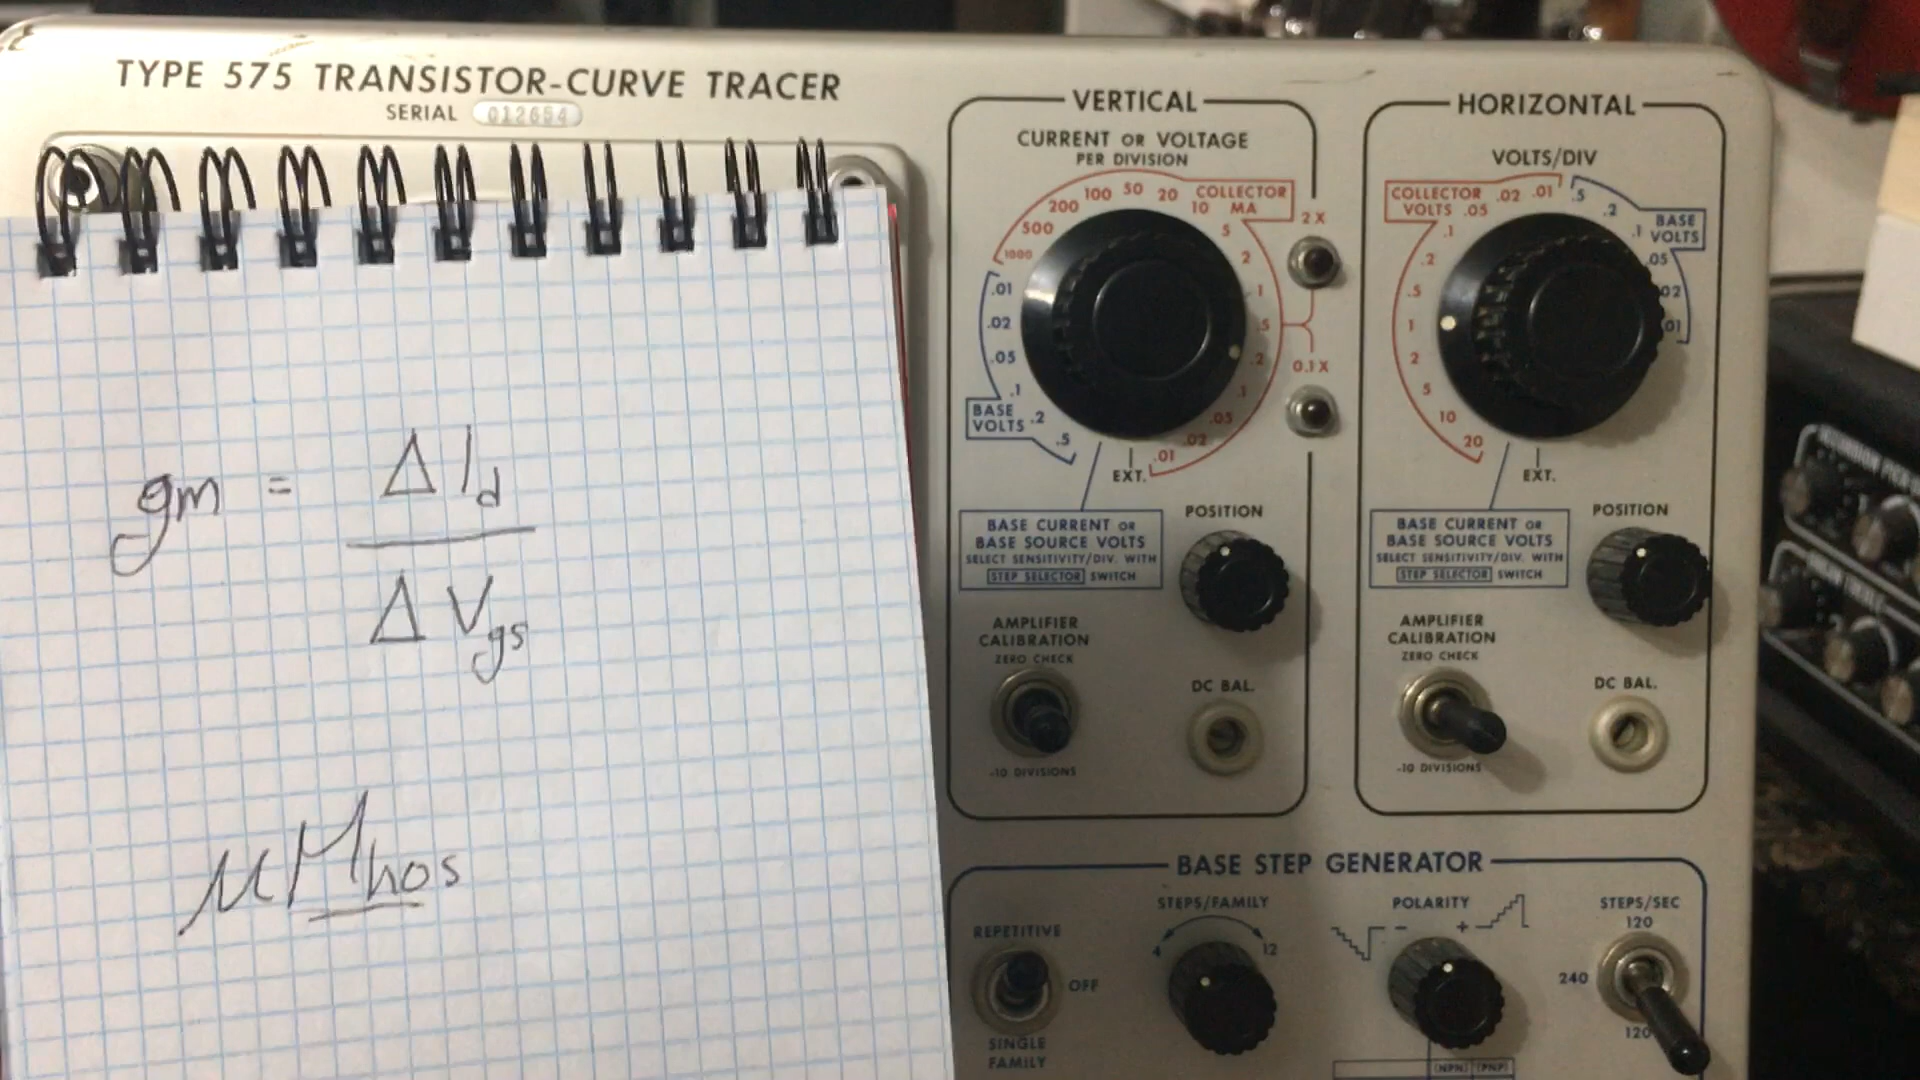 TYPE 575 TRANSISTOR-CURVE TRACER
SERIAL 012654
gm = ΔId
ΔVgs
μMhos
VERTICAL
CURRENT OR VOLTAGE
PER DIVISION
1000 500 200 100 50 20 10 5 2 1 .5 .2 .1 .05 .02 .01
COLLECTOR
MA
2 X
0.1 X
.01
.02
.05
.1
.2
.5
BASE
VOLTS
EXT.
BASE CURRENT OR
BASE SOURCE VOLTS
SELECT SENSITIVITY/DIV. WITH
STEP SELECTOR SWITCH
POSITION
AMPLIFIER
CALIBRATION
ZERO CHECK
-10 DIVISIONS
DC BAL.
HORIZONTAL
VOLTS/DIV
COLLECTOR
VOLTS
.01 .02 .05 .1 .2 .5 1 2 5 10 20
.5 .2 .1 .05 02 01
BASE
VOLTS
EXT.
BASE CURRENT OR
BASE SOURCE VOLTS
SELECT SENSITIVITY/DIV. WITH
STEP SELECTOR SWITCH
POSITION
AMPLIFIER
CALIBRATION
ZERO CHECK
-10 DIVISIONS
DC BAL.
BASE STEP GENERATOR
REPETITIVE
OFF
SINGLE
FAMILY
STEPS/FAMILY
4 12
POLARITY
- +
(NPN) (PNP)
STEPS/SEC
120
240
120